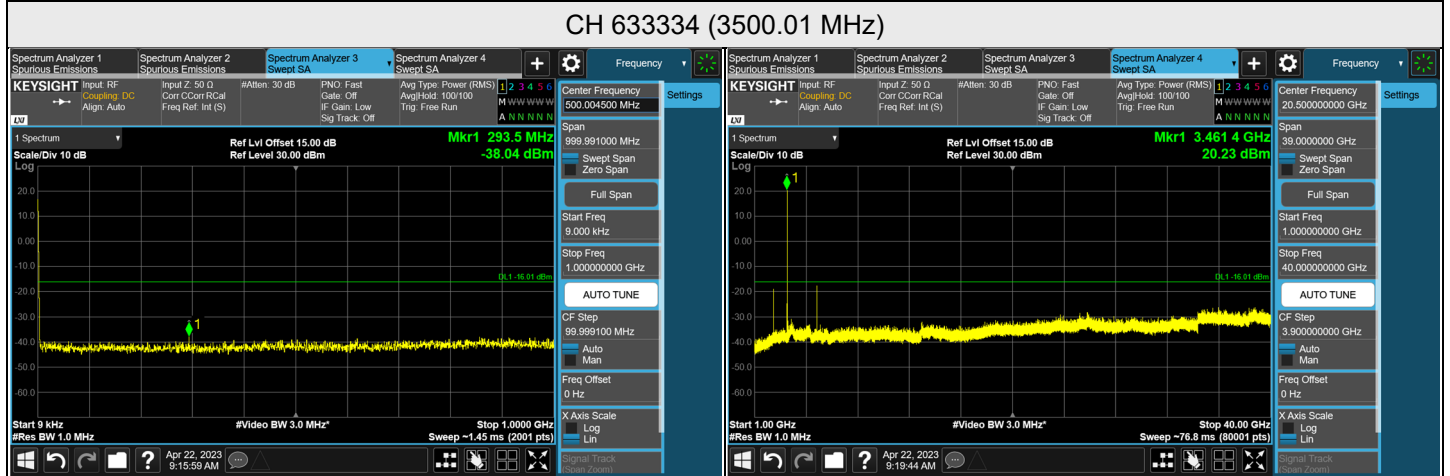 CH 633334 (3500.01 MHz)
Spectrum Analyzer 1
Spurious Emissions
Spectrum Analyzer 2
Spurious Emissions
Spectrum Analyzer 3
Swept SA
Spectrum Analyzer 4
Swept SA
+
Frequency
KEYSIGHT
Input: RF
Coupling: DC
Align: Auto
Input Z: 50 Ω
Corr CCorr RCal
Freq Ref: Int (S)
#Atten: 30 dB
PNO: Fast
Gate: Off
IF Gain: Low
Sig Track: Off
Avg Type: Power (RMS)
Avg|Hold: 100/100
Trig: Free Run
1 2 3 4 5 6
M W W W W W
A N N N N N
LXI
Center Frequency
500.004500 MHz
Settings
1 Spectrum
Scale/Div 10 dB
Log
Ref Lvl Offset 15.00 dB
Ref Level 30.00 dBm
Mkr1 293.5 MHz
-38.04 dBm
Span
999.991000 MHz
Swept Span
Zero Span
Full Span
Start Freq
9.000 kHz
Stop Freq
1.000000000 GHz
AUTO TUNE
CF Step
99.999100 MHz
Auto
Man
Freq Offset
0 Hz
X Axis Scale
Log
Lin
Signal Track
(Span Zoom)
20.0
10.0
0.00
-10.0
-20.0
-30.0
-40.0
-50.0
-60.0
DL1 -16.01 dBm
1
Start 9 kHz
#Res BW 1.0 MHz
#Video BW 3.0 MHz*
Stop 1.0000 GHz
Sweep ~1.45 ms (2001 pts)
?
Apr 22, 2023
9:15:59 AM
Spectrum Analyzer 1
Spurious Emissions
Spectrum Analyzer 2
Spurious Emissions
Spectrum Analyzer 3
Swept SA
Spectrum Analyzer 4
Swept SA
+
Frequency
KEYSIGHT
Input: RF
Coupling: DC
Align: Auto
Input Z: 50 Ω
Corr CCorr RCal
Freq Ref: Int (S)
#Atten: 30 dB
PNO: Fast
Gate: Off
IF Gain: Low
Sig Track: Off
Avg Type: Power (RMS)
Avg|Hold: 100/100
Trig: Free Run
1 2 3 4 5 6
M W W W W W
A N N N N N
LXI
Center Frequency
20.500000000 GHz
Settings
1 Spectrum
Scale/Div 10 dB
Log
Ref Lvl Offset 15.00 dB
Ref Level 30.00 dBm
Mkr1 3.461 4 GHz
20.23 dBm
Span
39.0000000 GHz
Swept Span
Zero Span
Full Span
Start Freq
1.000000000 GHz
Stop Freq
40.000000000 GHz
AUTO TUNE
CF Step
3.900000000 GHz
Auto
Man
Freq Offset
0 Hz
X Axis Scale
Log
Lin
Signal Track
(Span Zoom)
20.0
10.0
0.00
-10.0
-20.0
-30.0
-40.0
-50.0
-60.0
DL1 -16.01 dBm
1
Start 1.00 GHz
#Res BW 1.0 MHz
#Video BW 3.0 MHz*
Stop 40.00 GHz
Sweep ~76.8 ms (80001 pts)
?
Apr 22, 2023
9:19:44 AM